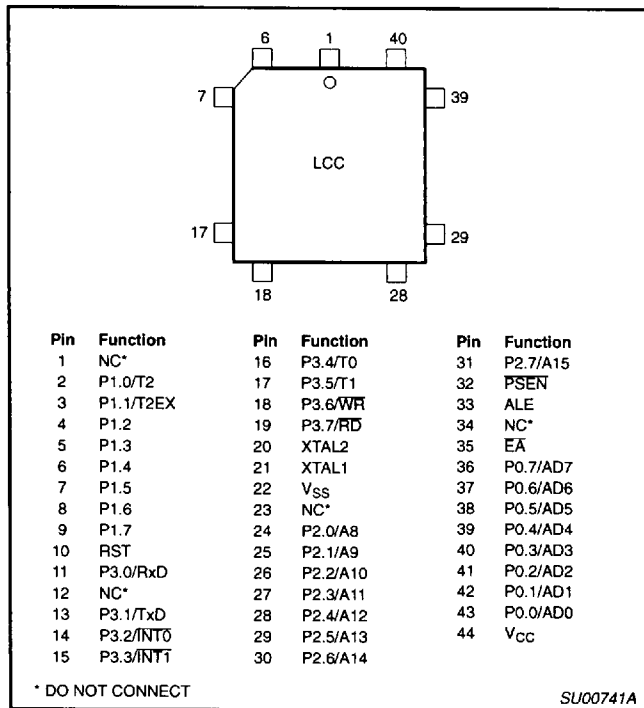 6 1 40
7 39
LCC
17 29
18 28
Pin Function Pin Function Pin Function
1 NC* 16 P3.4/T0 31 P2.7/A15
2 P1.0/T2 17 P3.5/T1 32 P̅S̅E̅N̅
3 P1.1/T2EX 18 P3.6/W̅R̅ 33 ALE
4 P1.2 19 P3.7/R̅D̅ 34 NC*
5 P1.3 20 XTAL2 35 E̅A̅
6 P1.4 21 XTAL1 36 P0.7/AD7
7 P1.5 22 VSS 37 P0.6/AD6
8 P1.6 23 NC* 38 P0.5/AD5
9 P1.7 24 P2.0/A8 39 P0.4/AD4
10 RST 25 P2.1/A9 40 P0.3/AD3
11 P3.0/RxD 26 P2.2/A10 41 P0.2/AD2
12 NC* 27 P2.3/A11 42 P0.1/AD1
13 P3.1/TxD 28 P2.4/A12 43 P0.0/AD0
14 P3.2/I̅N̅T̅0̅ 29 P2.5/A13 44 VCC
15 P3.3/I̅N̅T̅1̅ 30 P2.6/A14
* DO NOT CONNECT
SU00741A